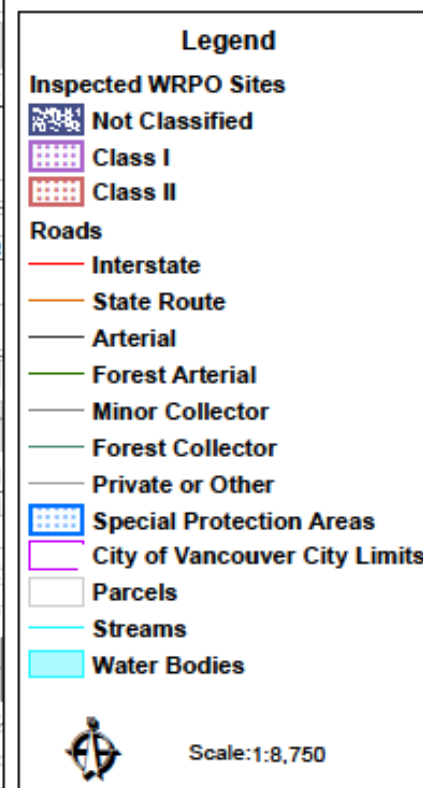 Legend
Inspected WRPO Sites
Not Classified
Class I
Class II
Roads
Interstate
State Route
Arterial
Forest Arterial
Minor Collector
Forest Collector
Private or Other
Special Protection Areas
City of Vancouver City Limits
Parcels
Streams
Water Bodies
Scale:1:8,750